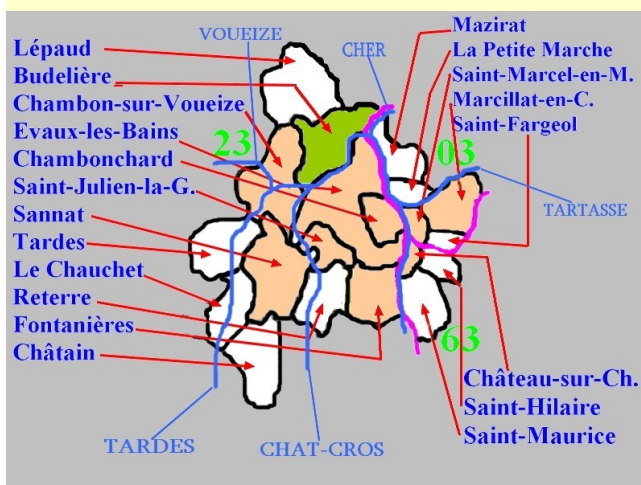 Lépaud
Budelière
Chambon-sur-Voueize
Evaux-les-Bains
Chambonchard
Saint-Julien-la-G.
Sannat
Tardes
Le Chauchet
Reterre
Fontanières
Châtain
VOUEIZE
CHER
23
03
63
TARTASSE
TARDES
CHAT-CROS
Mazirat
La Petite Marche
Saint-Marcel-en-M.
Marcillat-en-C.
Saint-Fargeol
Château-sur-Ch.
Saint-Hilaire
Saint-Maurice